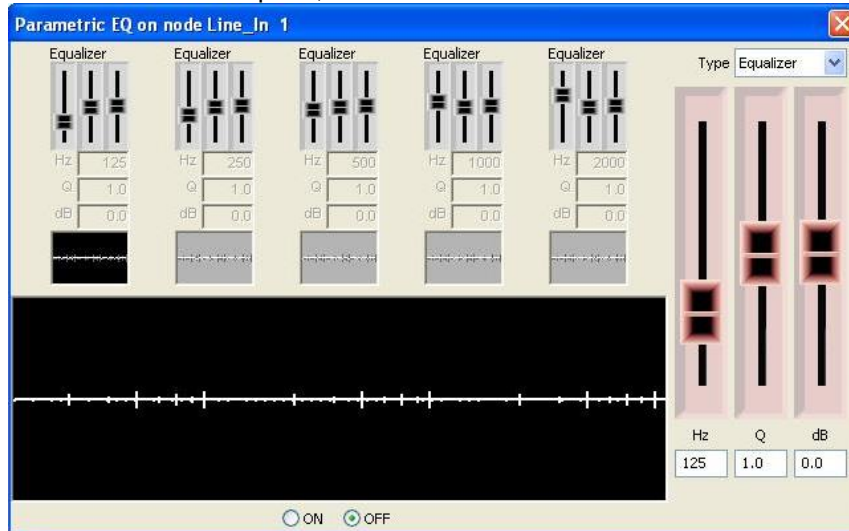 Parametric EQ on node Line_In 1
Equalizer Equalizer Equalizer Equalizer Equalizer
Type Equalizer
Hz 125 Hz 250 Hz 500 Hz 1000 Hz 2000
Q 1.0 Q 1.0 Q 1.0 Q 1.0 Q 1.0
dB 0.0 dB 0.0 dB 0.0 dB 0.0 dB 0.0
Hz Q dB
125 1.0 0.0
ON OFF